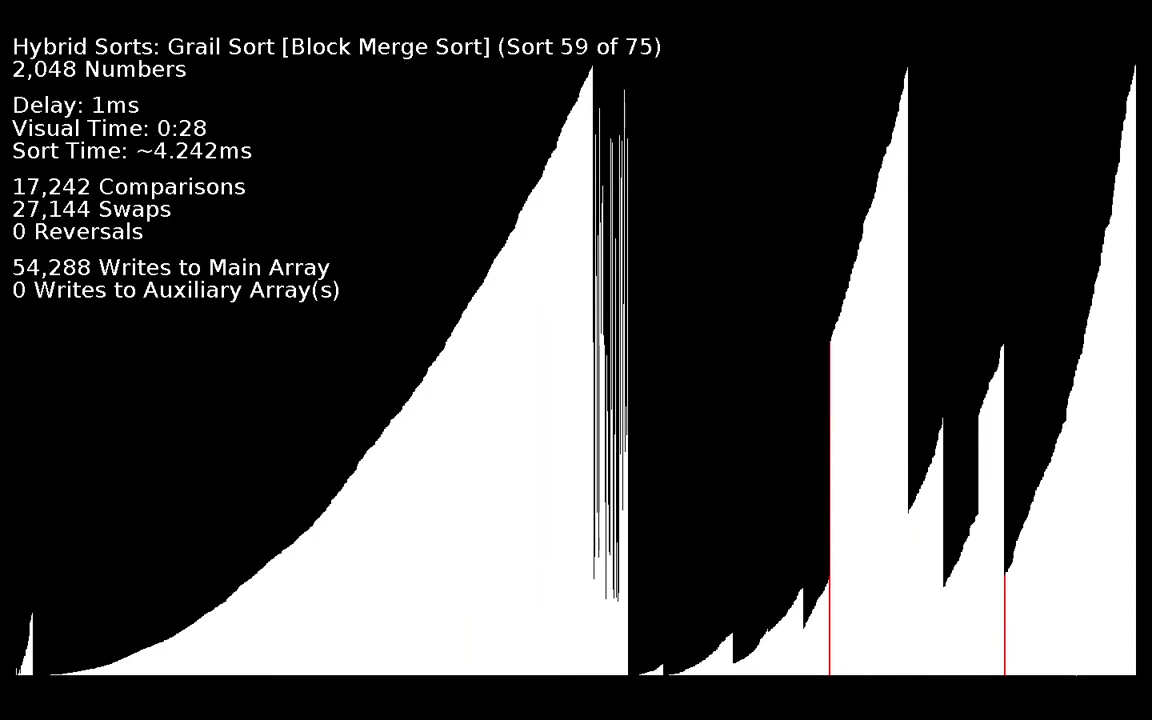 Hybrid Sorts: Grail Sort [Block Merge Sort] (Sort 59 of 75)
2,048 Numbers
Delay: 1ms
Visual Time: 0:28
Sort Time: ~4.242ms
17,242 Comparisons
27,144 Swaps
0 Reversals
54,288 Writes to Main Array
0 Writes to Auxiliary Array(s)